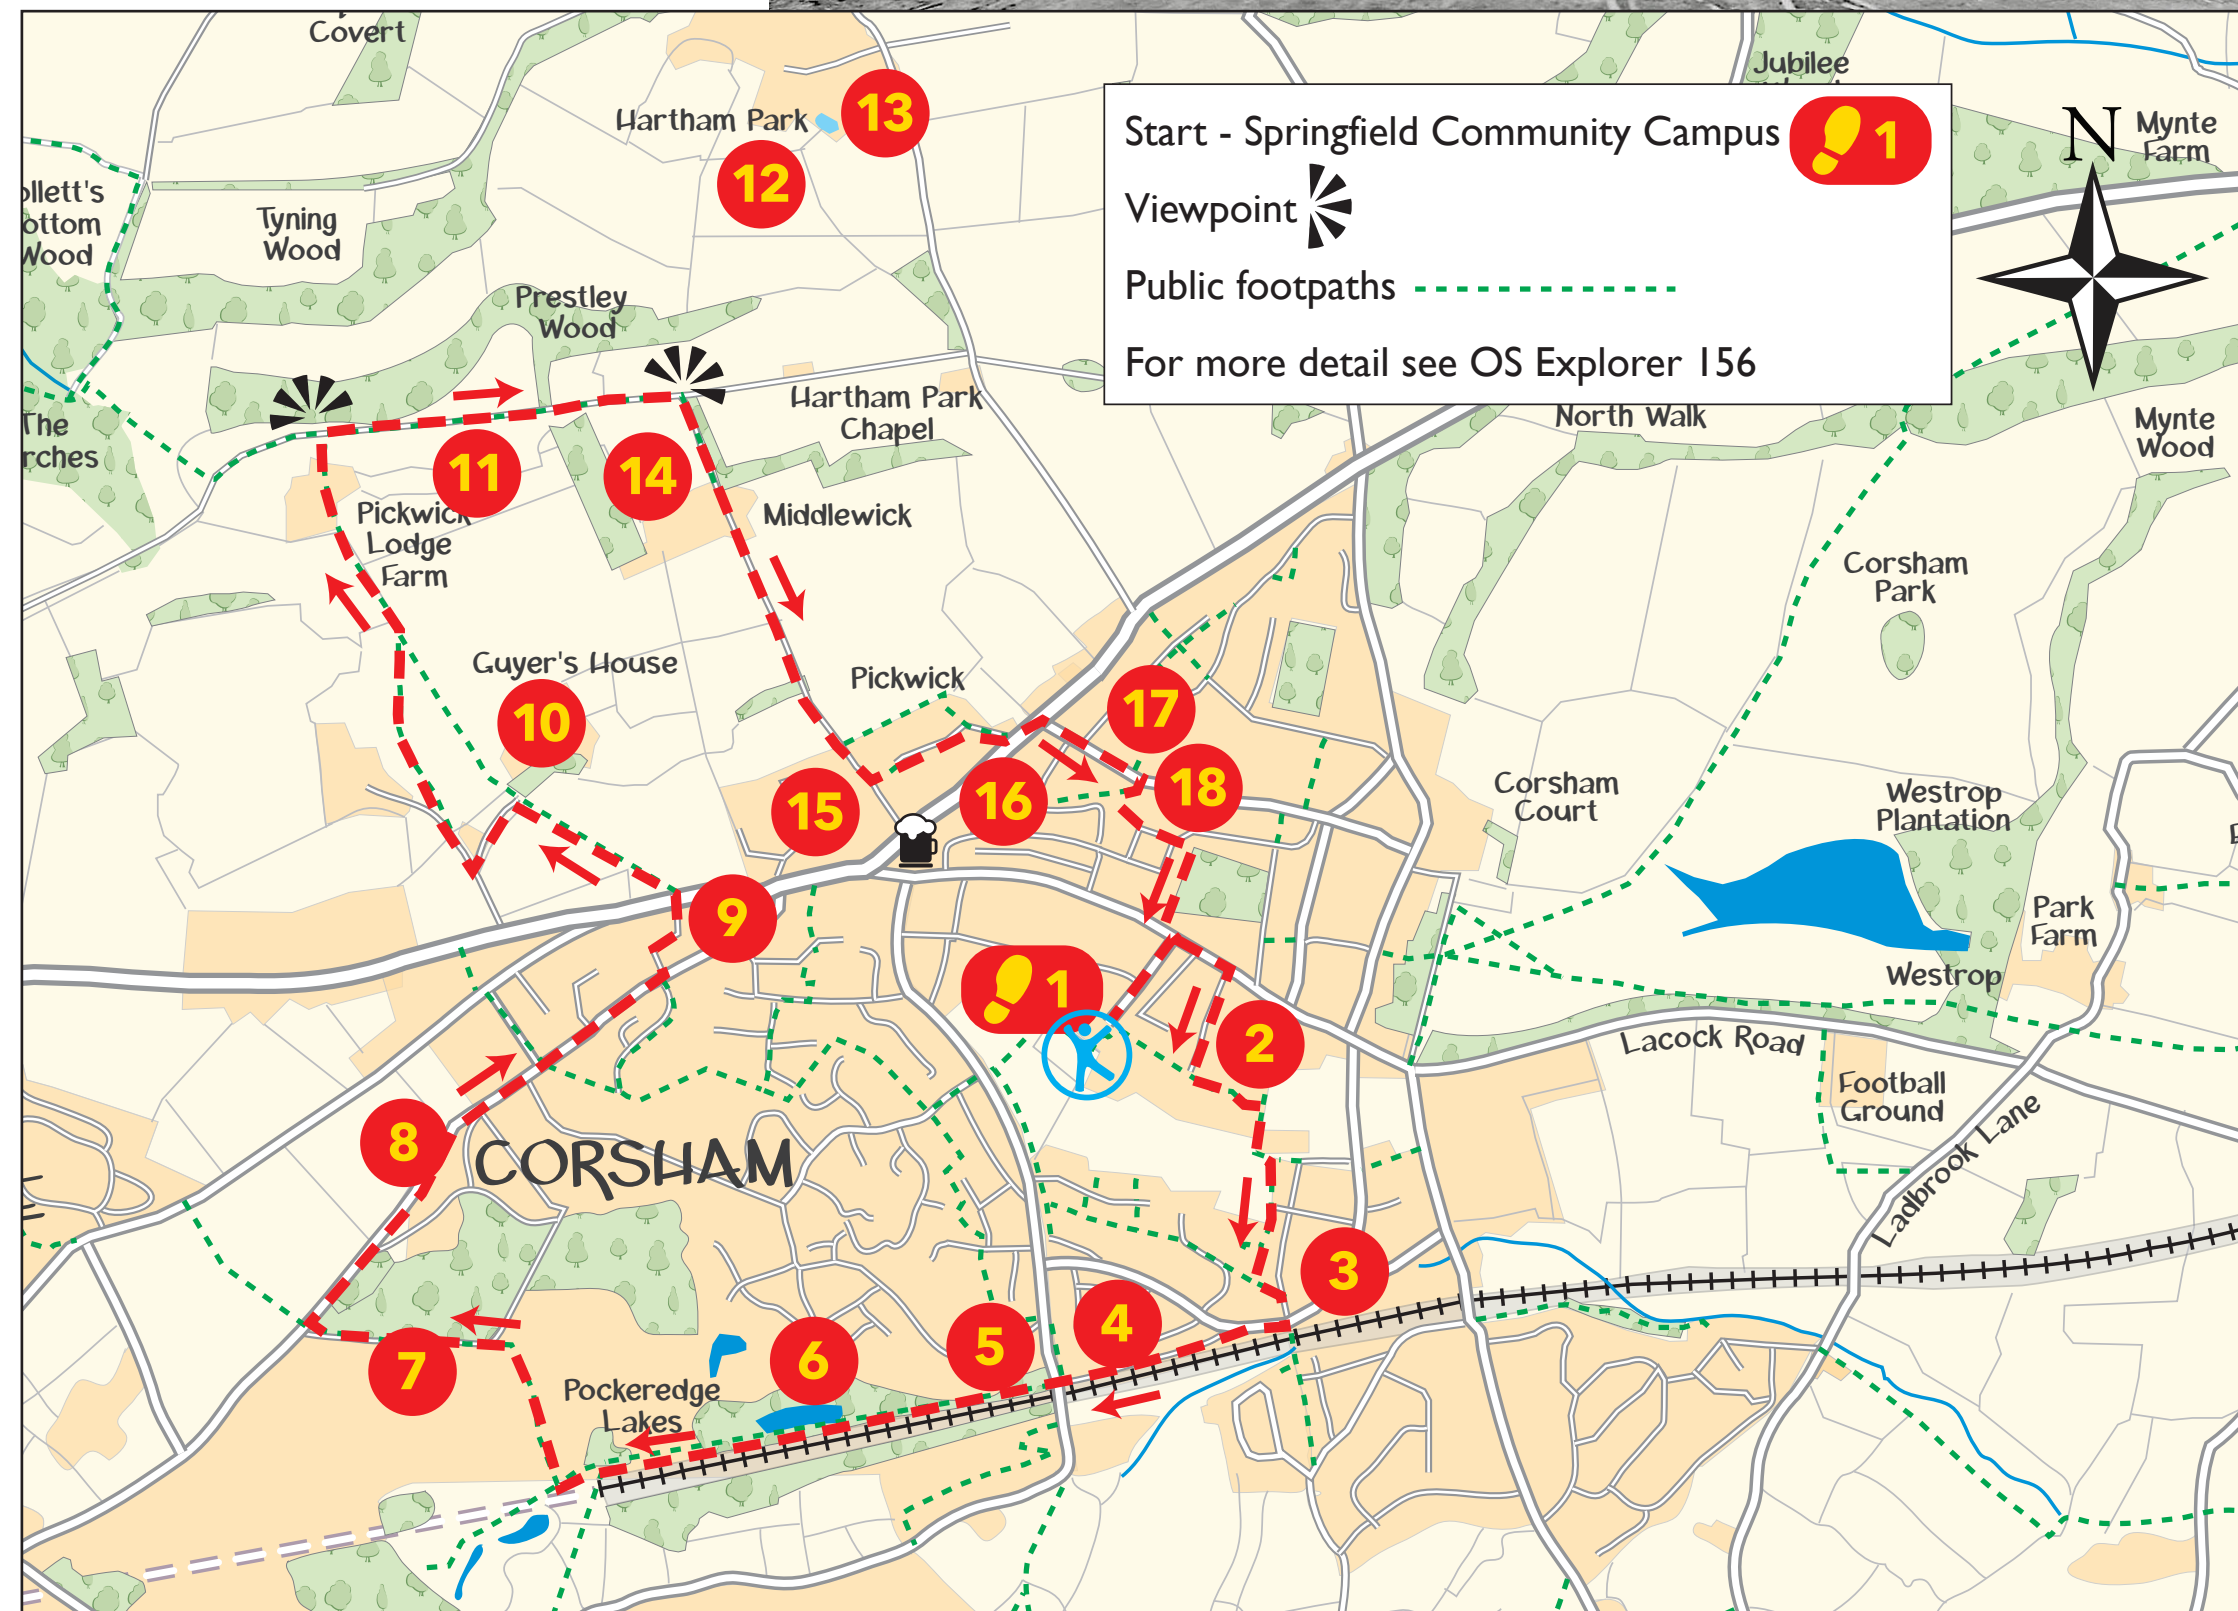 Covert
Jubilee
Start - Springfield Community Campus 1
Viewpoint
Public footpaths
For more detail see OS Explorer 156
N
Mynte
Farm
Hartham Park
13
12
Tyning
Wood
Wood
Prestley
Wood
The
Hartham Park
Chapel
North Walk
Mynte
Wood
11
14
Pickwick
Lodge
Farm
Middlewick
Corsham
Park
Guyer's House
10
Pickwick
17
18
16
15
Corsham
Court
Westrop
Plantation
Park
Farm
Westrop
9
1
2
Lacock Road
Football
Ground
Ladbrook Lane
8
CORSHAM
3
4
5
6
7
Pockeredge
Lakes